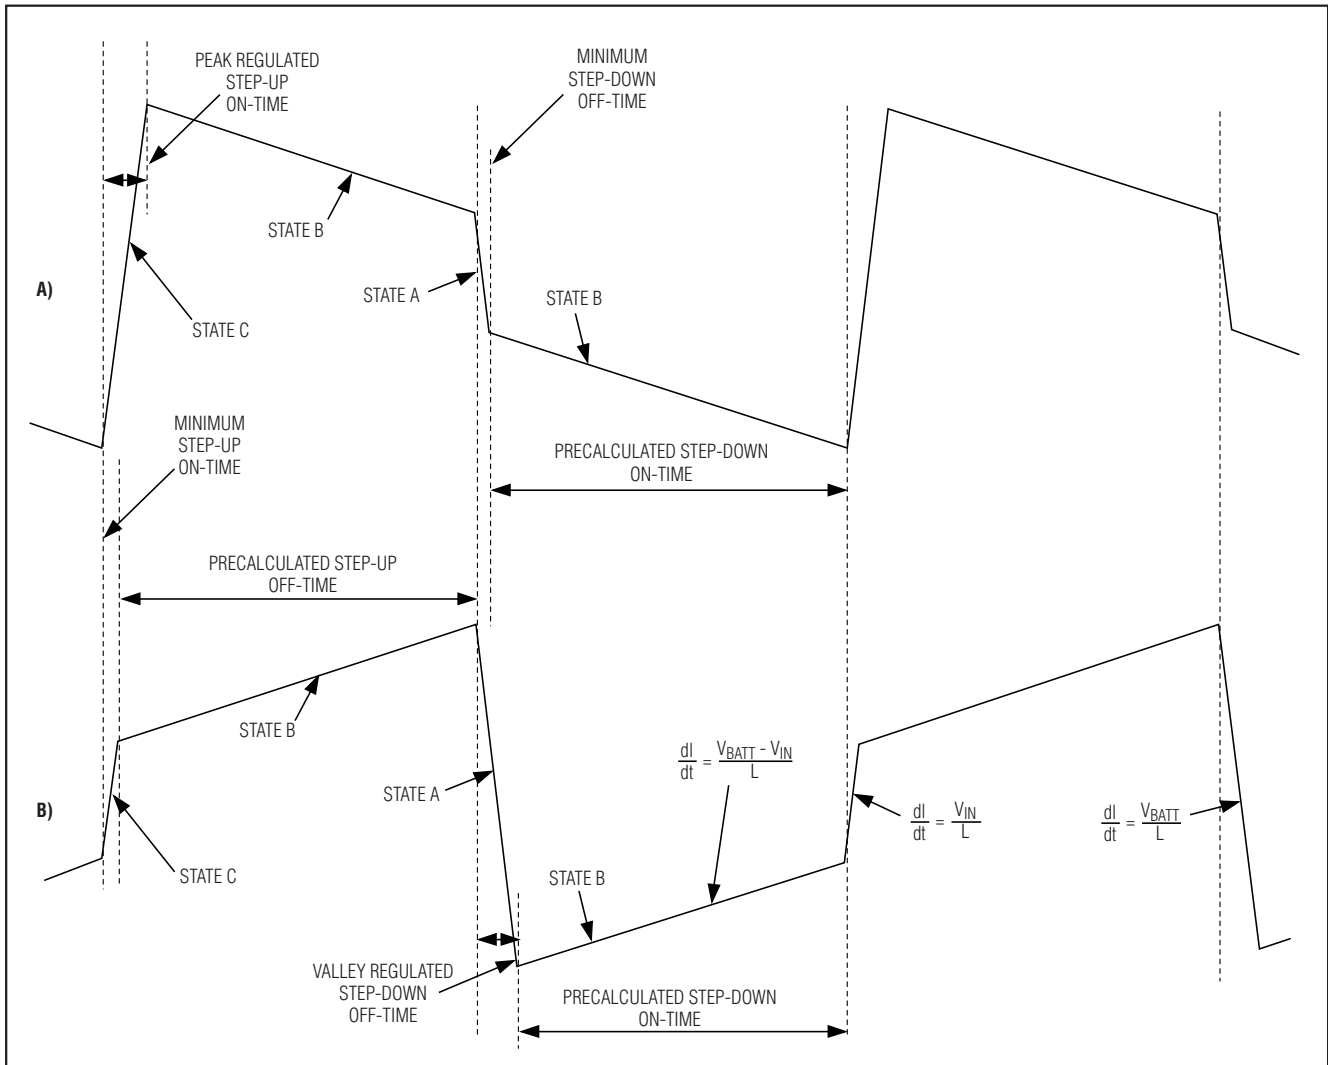 PEAK REGULATED
STEP-UP
ON-TIME
MINIMUM
STEP-DOWN
OFF-TIME
STATE B
STATE A
STATE B
A)
STATE C
MINIMUM
STEP-UP
ON-TIME
PRECALCULATED STEP-DOWN
ON-TIME
PRECALCULATED STEP-UP
OFF-TIME
STATE B
dI/dt = (V_BATT - V_IN)/L
STATE A
B)
dI/dt = V_IN/L
dI/dt = V_BATT/L
STATE C
STATE B
VALLEY REGULATED
STEP-DOWN
OFF-TIME
PRECALCULATED STEP-DOWN
ON-TIME